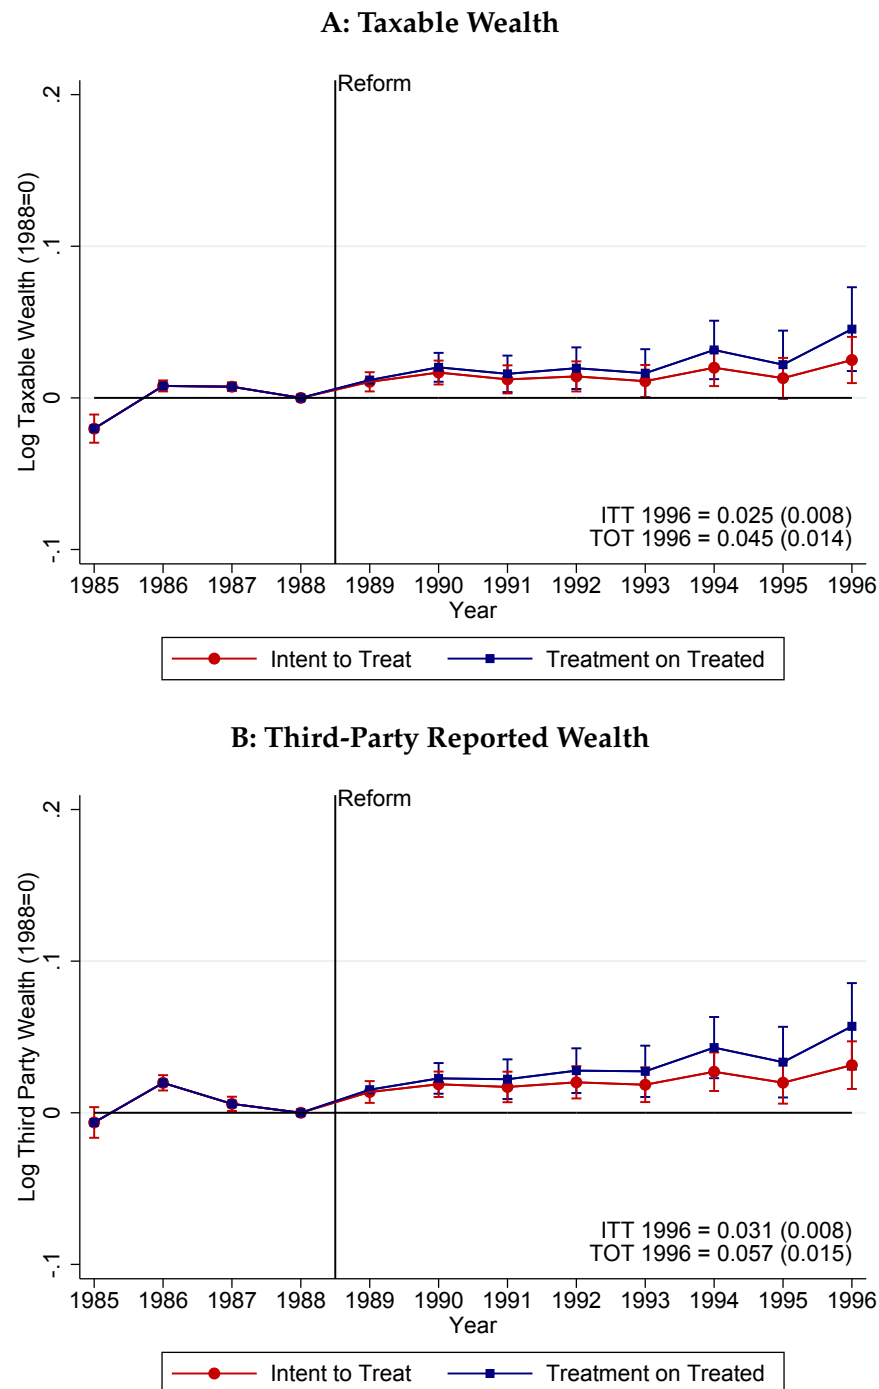 A: Taxable Wealth
Reform
.2
.1
0
-.1
Log Taxable Wealth (1988=0)
ITT 1996 = 0.025 (0.008)
TOT 1996 = 0.045 (0.014)
1985 1986 1987 1988 1989 1990 1991 1992 1993 1994 1995 1996
Year
Intent to Treat Treatment on Treated
B: Third-Party Reported Wealth
Reform
.2
.1
0
-.1
Log Third Party Wealth (1988=0)
ITT 1996 = 0.031 (0.008)
TOT 1996 = 0.057 (0.015)
1985 1986 1987 1988 1989 1990 1991 1992 1993 1994 1995 1996
Year
Intent to Treat Treatment on Treated